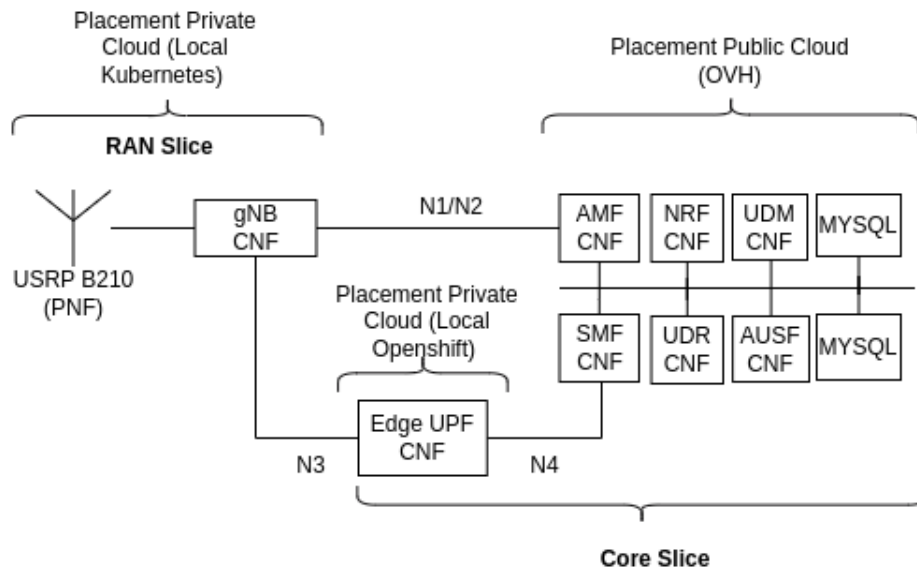 Placement Private
Cloud (Local
Kubernetes)
Placement Public Cloud
(OVH)
RAN Slice
USRP B210
(PNF)
gNB
CNF
N1/N2
AMF
CNF
NRF
CNF
UDM
CNF
MYSQL
Placement Private
Cloud (Local
Openshift)
SMF
CNF
UDR
CNF
AUSF
CNF
MYSQL
Edge UPF
CNF
N3
N4
Core Slice